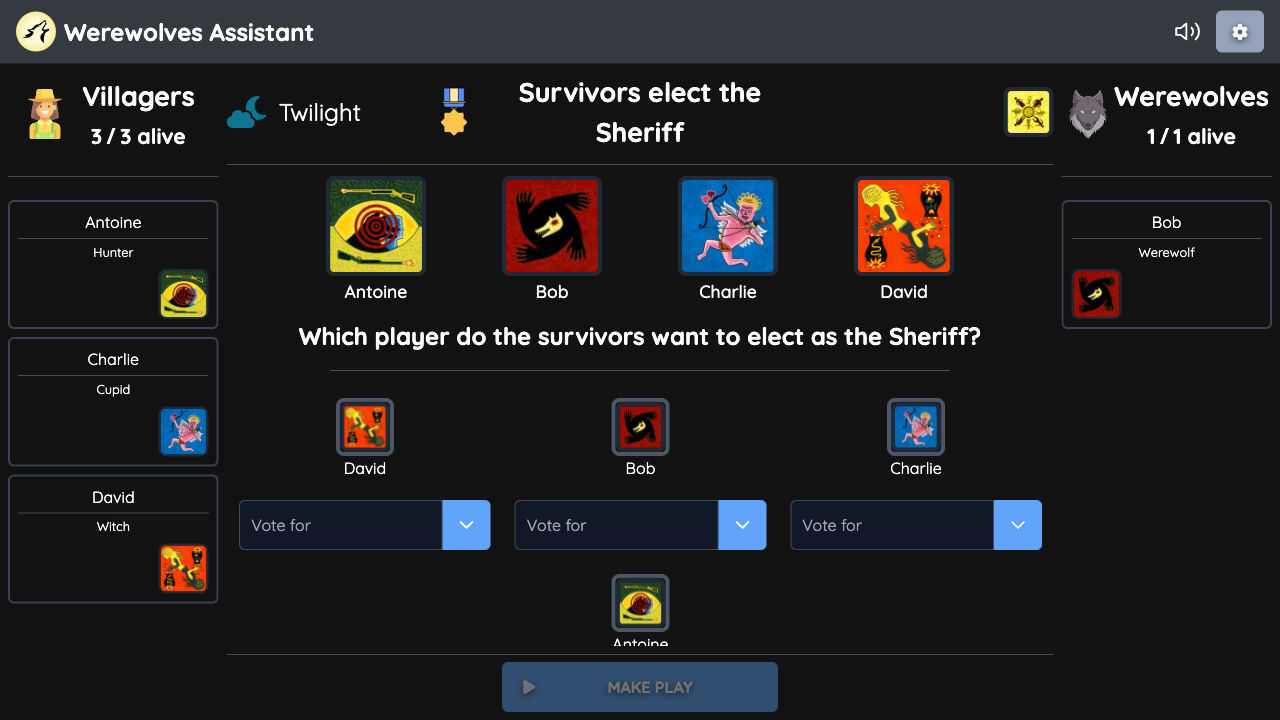 Werewolves Assistant
Villagers
3 / 3 alive
Twilight
Survivors elect the
Sheriff
Werewolves
1 / 1 alive
Antoine
Hunter
Charlie
Cupid
David
Witch
Antoine
Bob
Charlie
David
Which player do the survivors want to elect as the Sheriff?
David
Bob
Charlie
Vote for
Vote for
Vote for
Antoine
MAKE PLAY
Bob
Werewolf